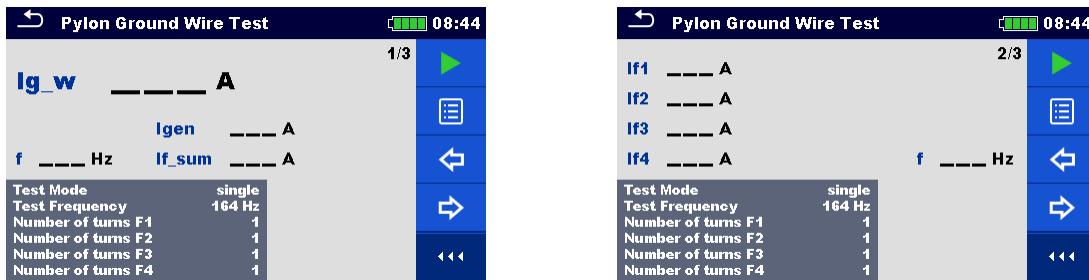 Pylon Ground Wire Test 08:44
1/3
Ig_w ___ A
Igen ___ A
f ___ Hz If_sum ___ A
Test Mode single
Test Frequency 164 Hz
Number of turns F1 1
Number of turns F2 1
Number of turns F3 1
Number of turns F4 1
Pylon Ground Wire Test 08:44
2/3
If1 ___ A
If2 ___ A
If3 ___ A
If4 ___ A f ___ Hz
Test Mode single
Test Frequency 164 Hz
Number of turns F1 1
Number of turns F2 1
Number of turns F3 1
Number of turns F4 1